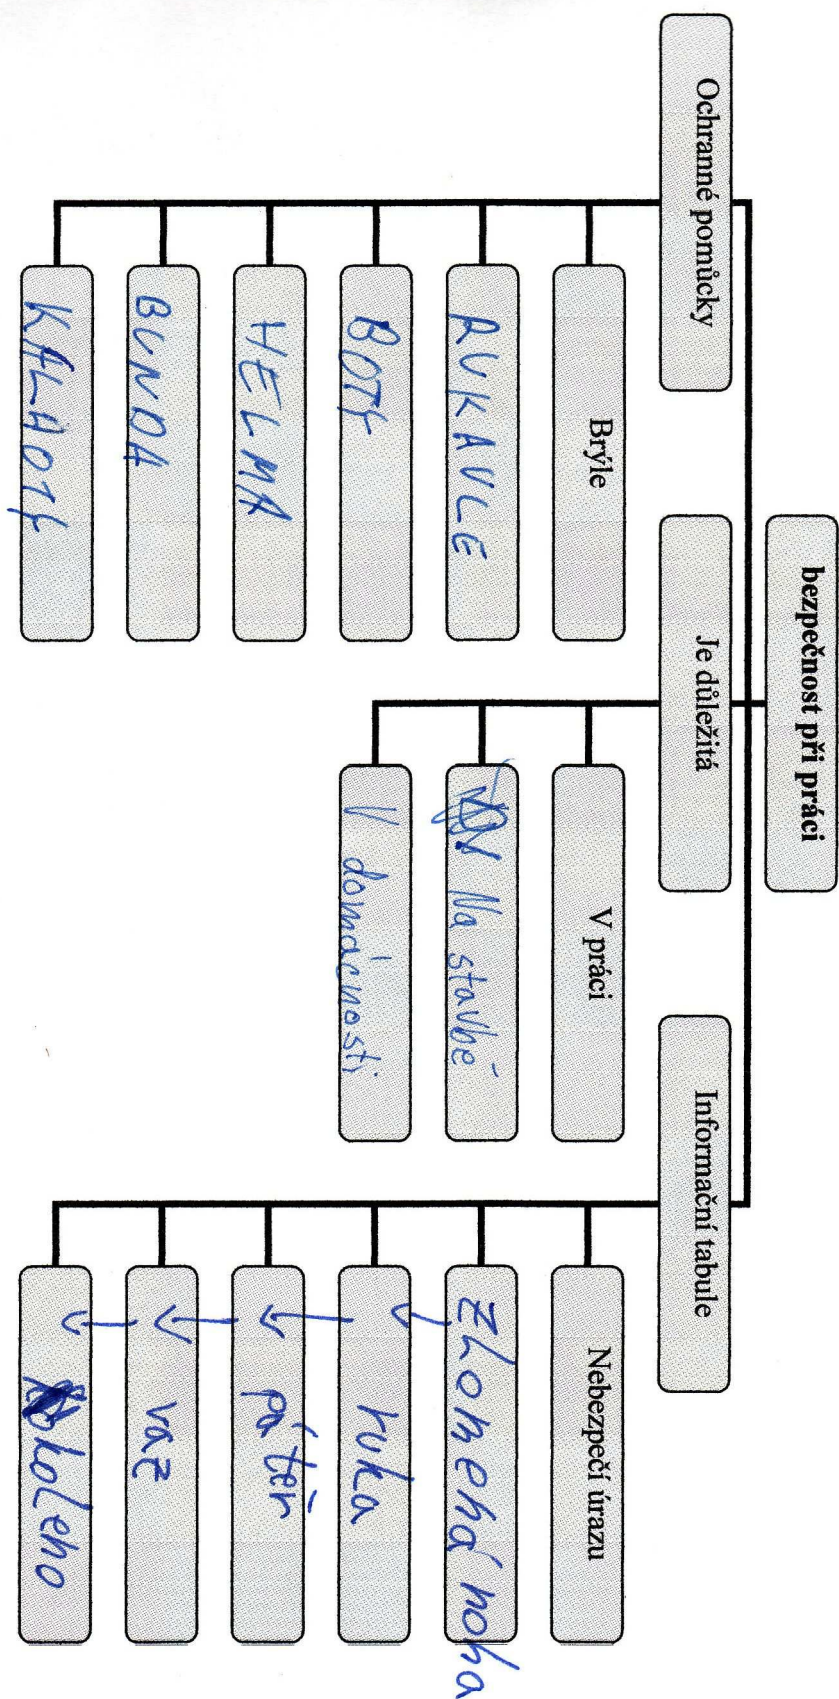 bezpečnost při práci
Ochranné pomůcky
Brýle
RUKAVLE
BOTY
HELMA
BUNDA
KALHOTY
Je důležitá
V práci
Na stavbě
V domácnosti
Informační tabule
Nebezpečí úrazu
Zlomená noha
ruka
páteř
vaz
koleno